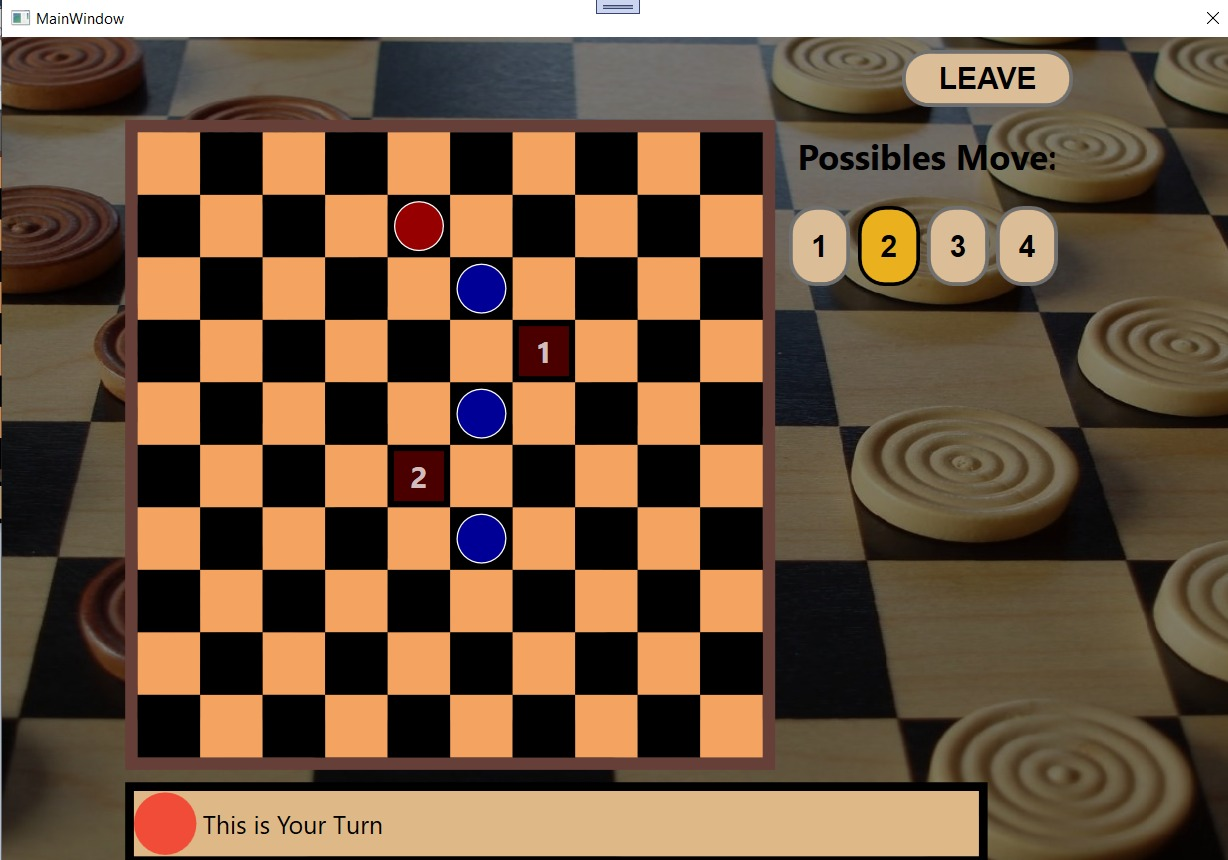 MainWindow
LEAVE
Possibles Move:
1 2 3 4
1
2
This is Your Turn